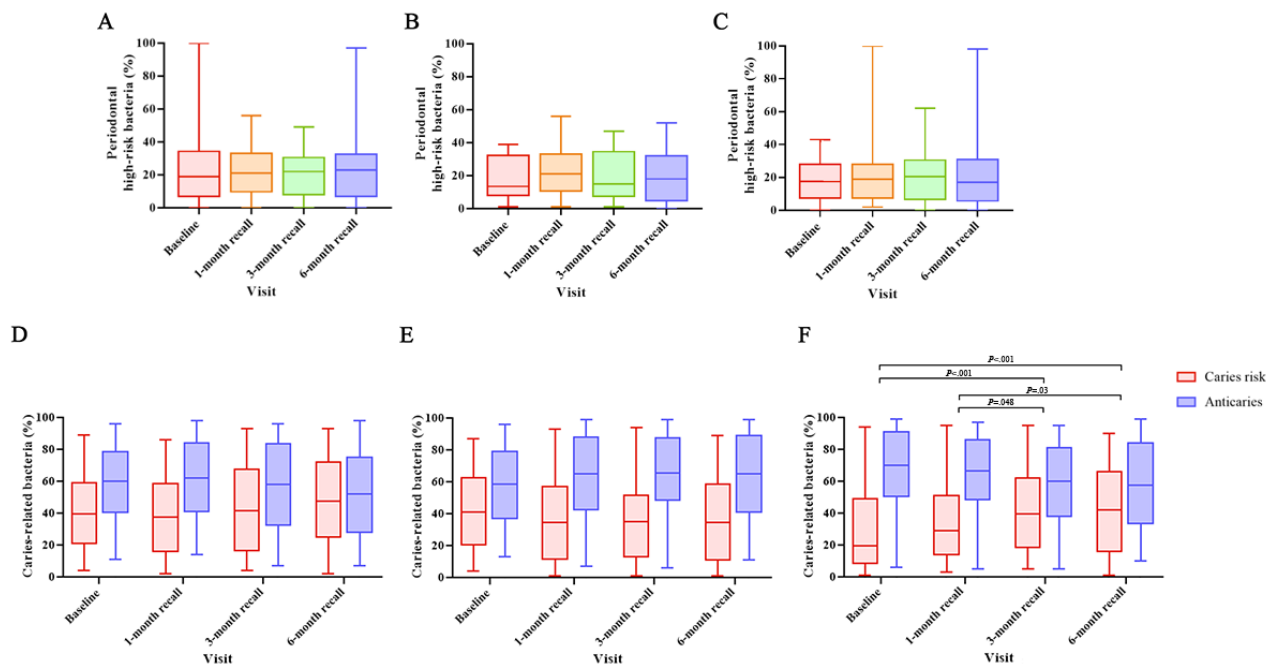 A
Periodontal
high-risk bacteria (%)
100
80
60
40
20
0
Baseline
1-month recall
3-month recall
6-month recall
Visit
B
Periodontal
high-risk bacteria (%)
100
80
60
40
20
0
Baseline
1-month recall
3-month recall
6-month recall
Visit
C
Periodontal
high-risk bacteria (%)
100
80
60
40
20
0
Baseline
1-month recall
3-month recall
6-month recall
Visit
D
Caries-related bacteria (%)
100
80
60
40
20
0
Baseline
1-month recall
3-month recall
6-month recall
Visit
E
Caries-related bacteria (%)
100
80
60
40
20
0
Baseline
1-month recall
3-month recall
6-month recall
Visit
F
P<.001
P<.001
P=.03
P=.048
Caries-related bacteria (%)
100
80
60
40
20
0
Baseline
1-month recall
3-month recall
6-month recall
Visit
Caries risk
Anticaries